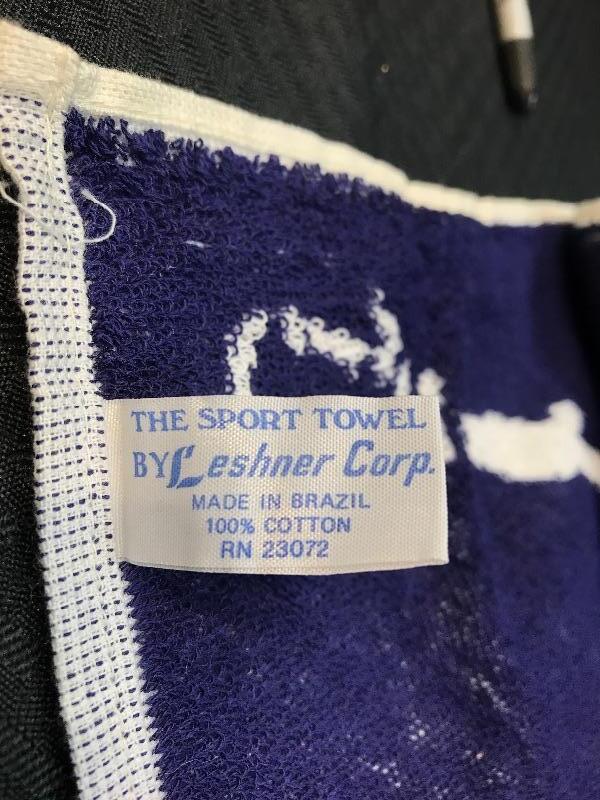 THE SPORT TOWEL
BY Leshner Corp.
MADE IN BRAZIL
100% COTTON
RN 23072